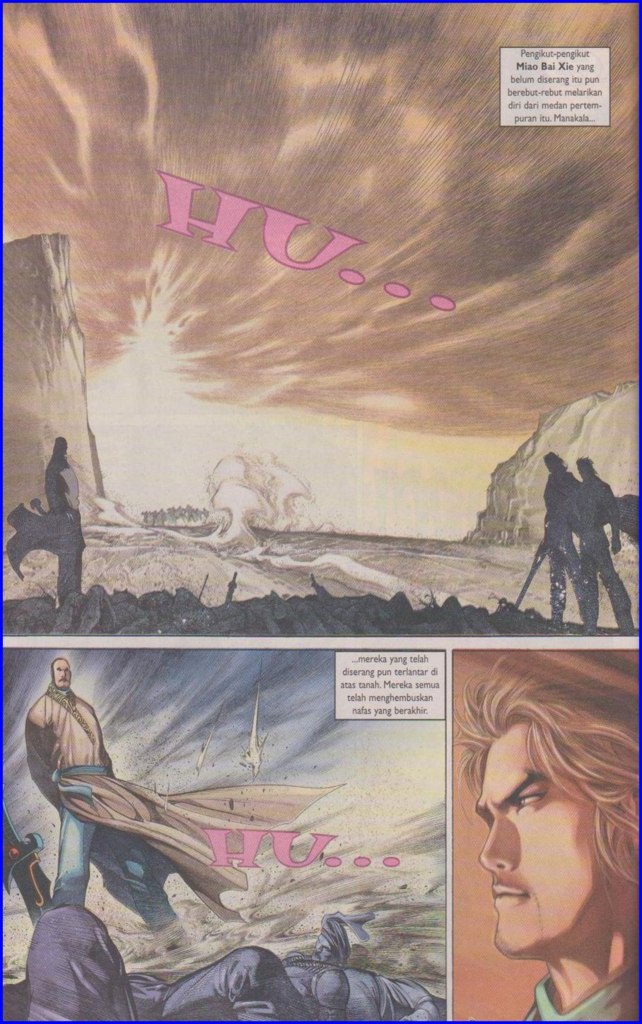 Pengikut-pengikut
Miao Bai Xie yang
belum diserang itu pun
berebut-rebut melarikan
diri dari medan pertem-
puran itu. Manakala...
HU...
...mereka yang telah
diserang pun terlantar di
atas tanah. Mereka semua
telah menghembuskan
nafas yang berakhir.
HU...